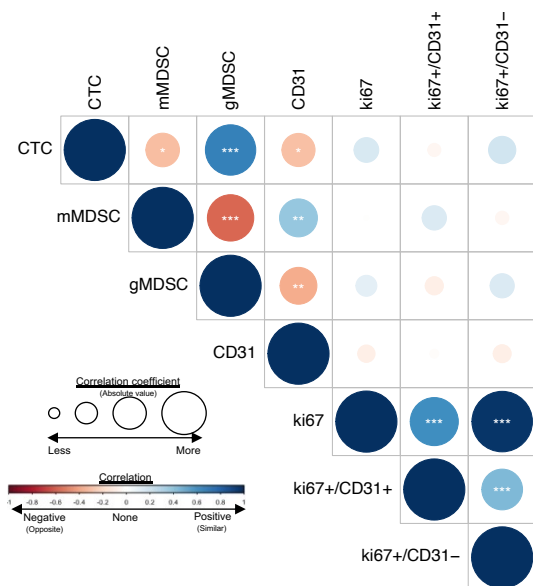 CTC mMDSC gMDSC CD31 ki67 ki67+/CD31+ ki67+/CD31−
CTC * *** * 
mMDSC *** **
gMDSC **
CD31
Correlation coefficient
(Absolute value)
ki67 *** ***
Less More
Correlation
-1 -0.8 -0.6 -0.4 -0.2 0 0.2 0.4 0.6 0.8 1
ki67+/CD31+ ***
Negative None Positive
(Opposite) (Similar)
ki67+/CD31−